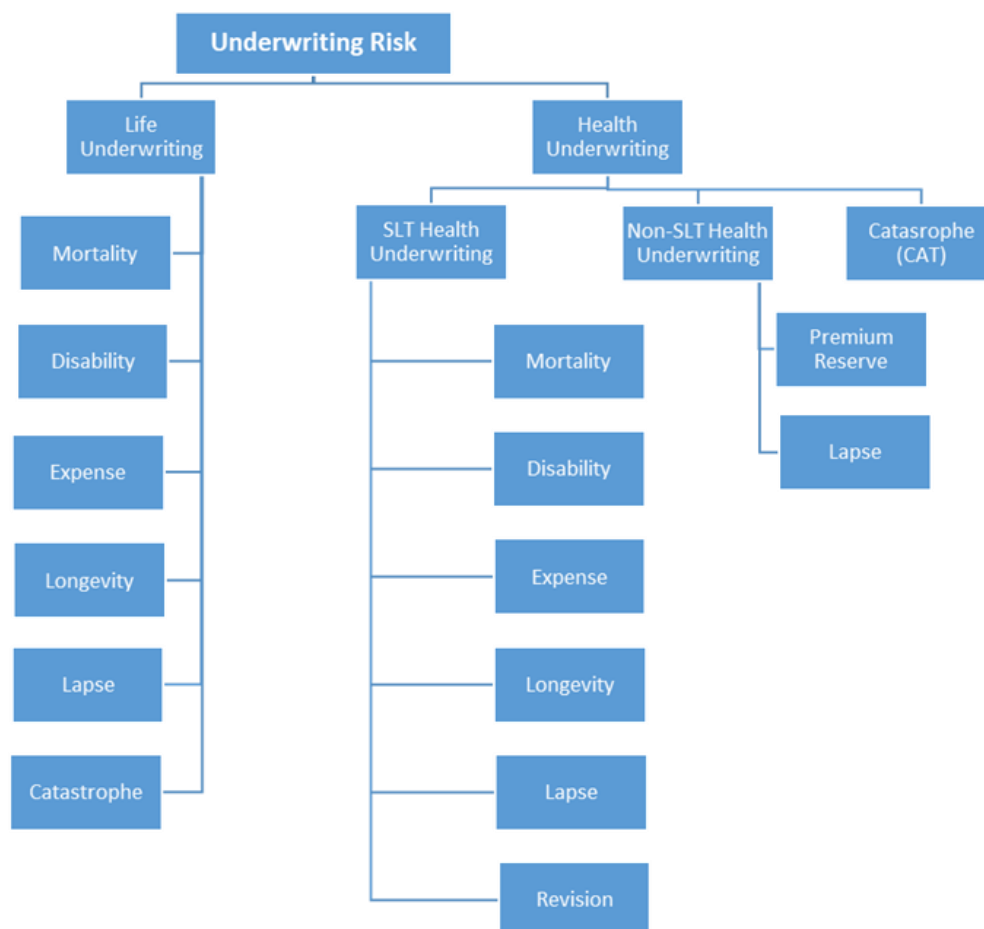 Underwriting Risk
Life
Underwriting
Health
Underwriting
SLT Health
Underwriting
Non-SLT Health
Underwriting
Catasrophe
(CAT)
Mortality
Disability
Expense
Longevity
Lapse
Catastrophe
Mortality
Disability
Expense
Longevity
Lapse
Revision
Premium
Reserve
Lapse